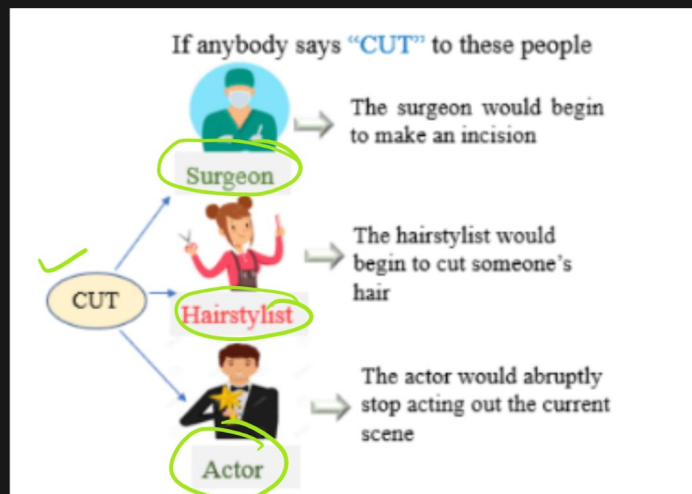 If anybody says “CUT” to these people
The surgeon would begin
to make an incision
Surgeon
The hairstylist would
begin to cut someone’s
hair
CUT
Hairstylist
The actor would abruptly
stop acting out the current
scene
Actor